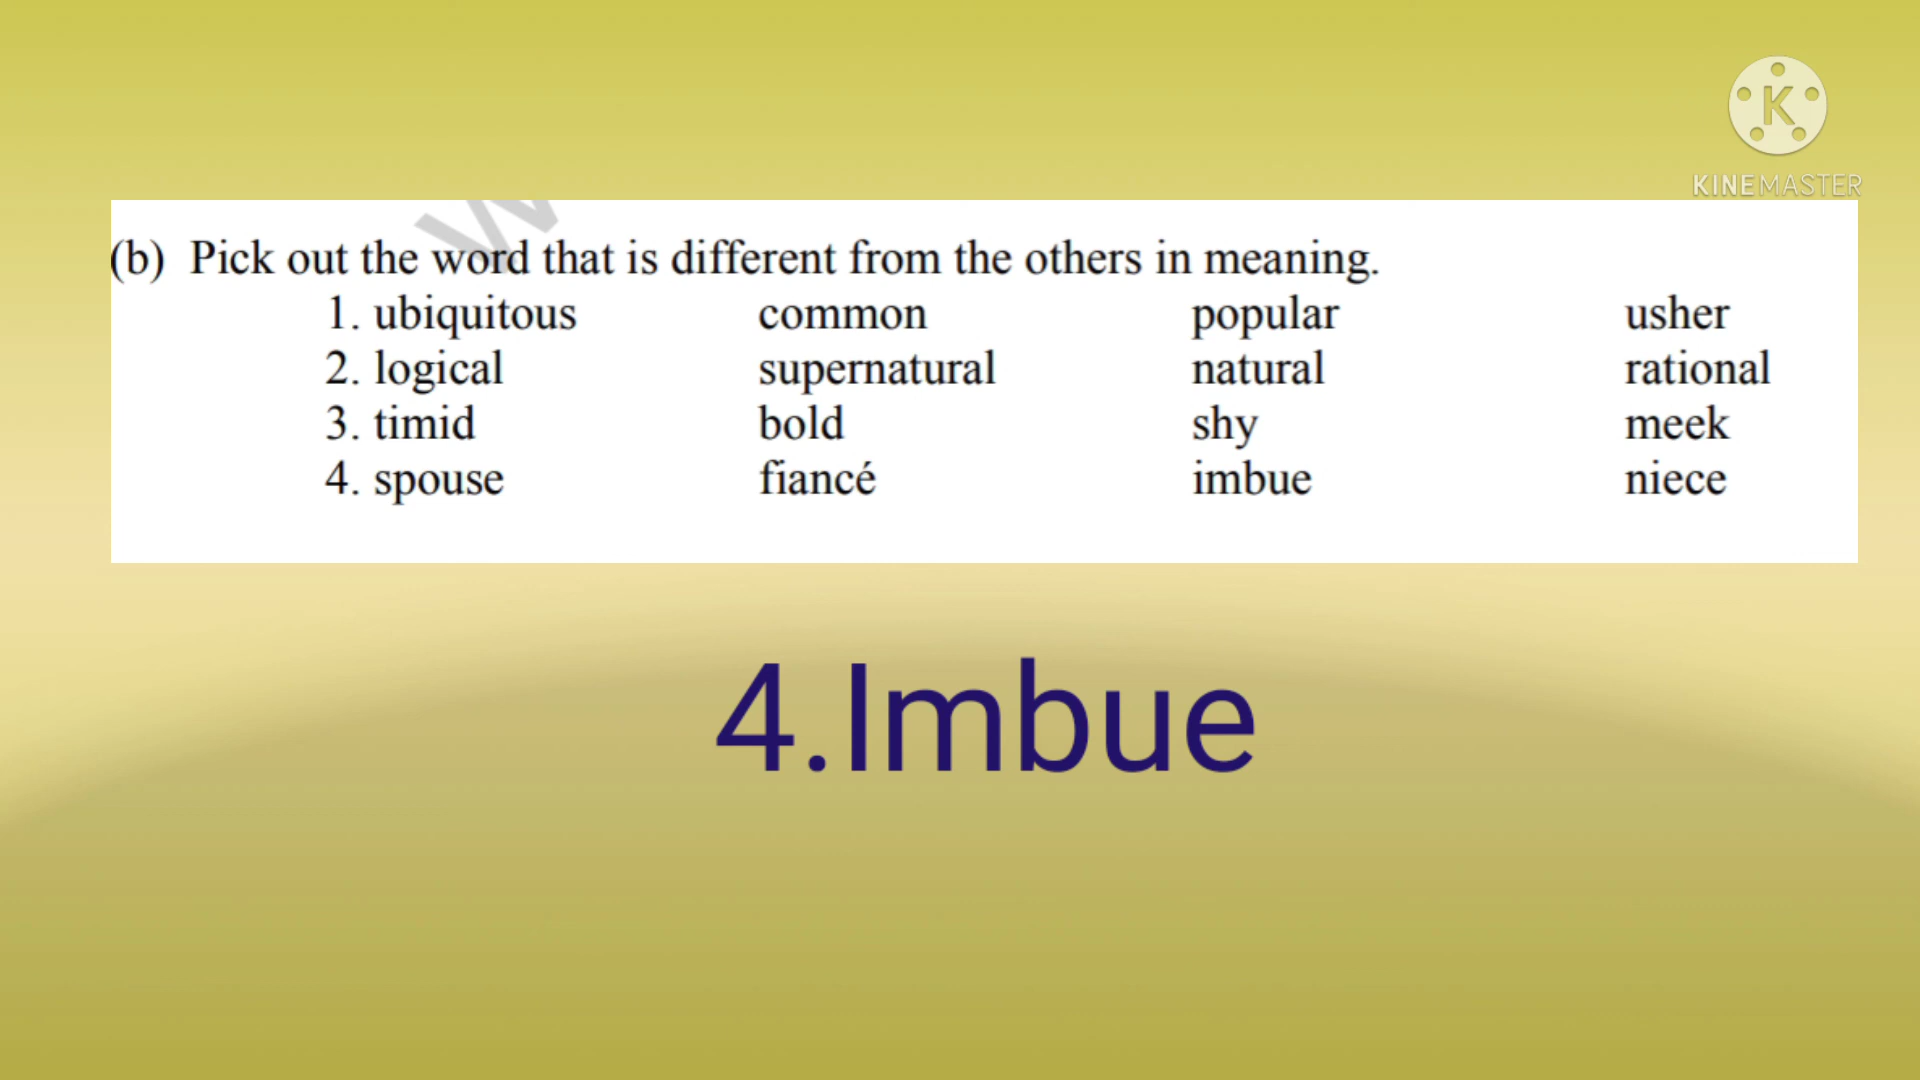 KINEMASTER
(b) Pick out the word that is different from the others in meaning.
1. ubiquitous common popular usher
2. logical supernatural natural rational
3. timid bold shy meek
4. spouse fiancé imbue niece
4.Imbue